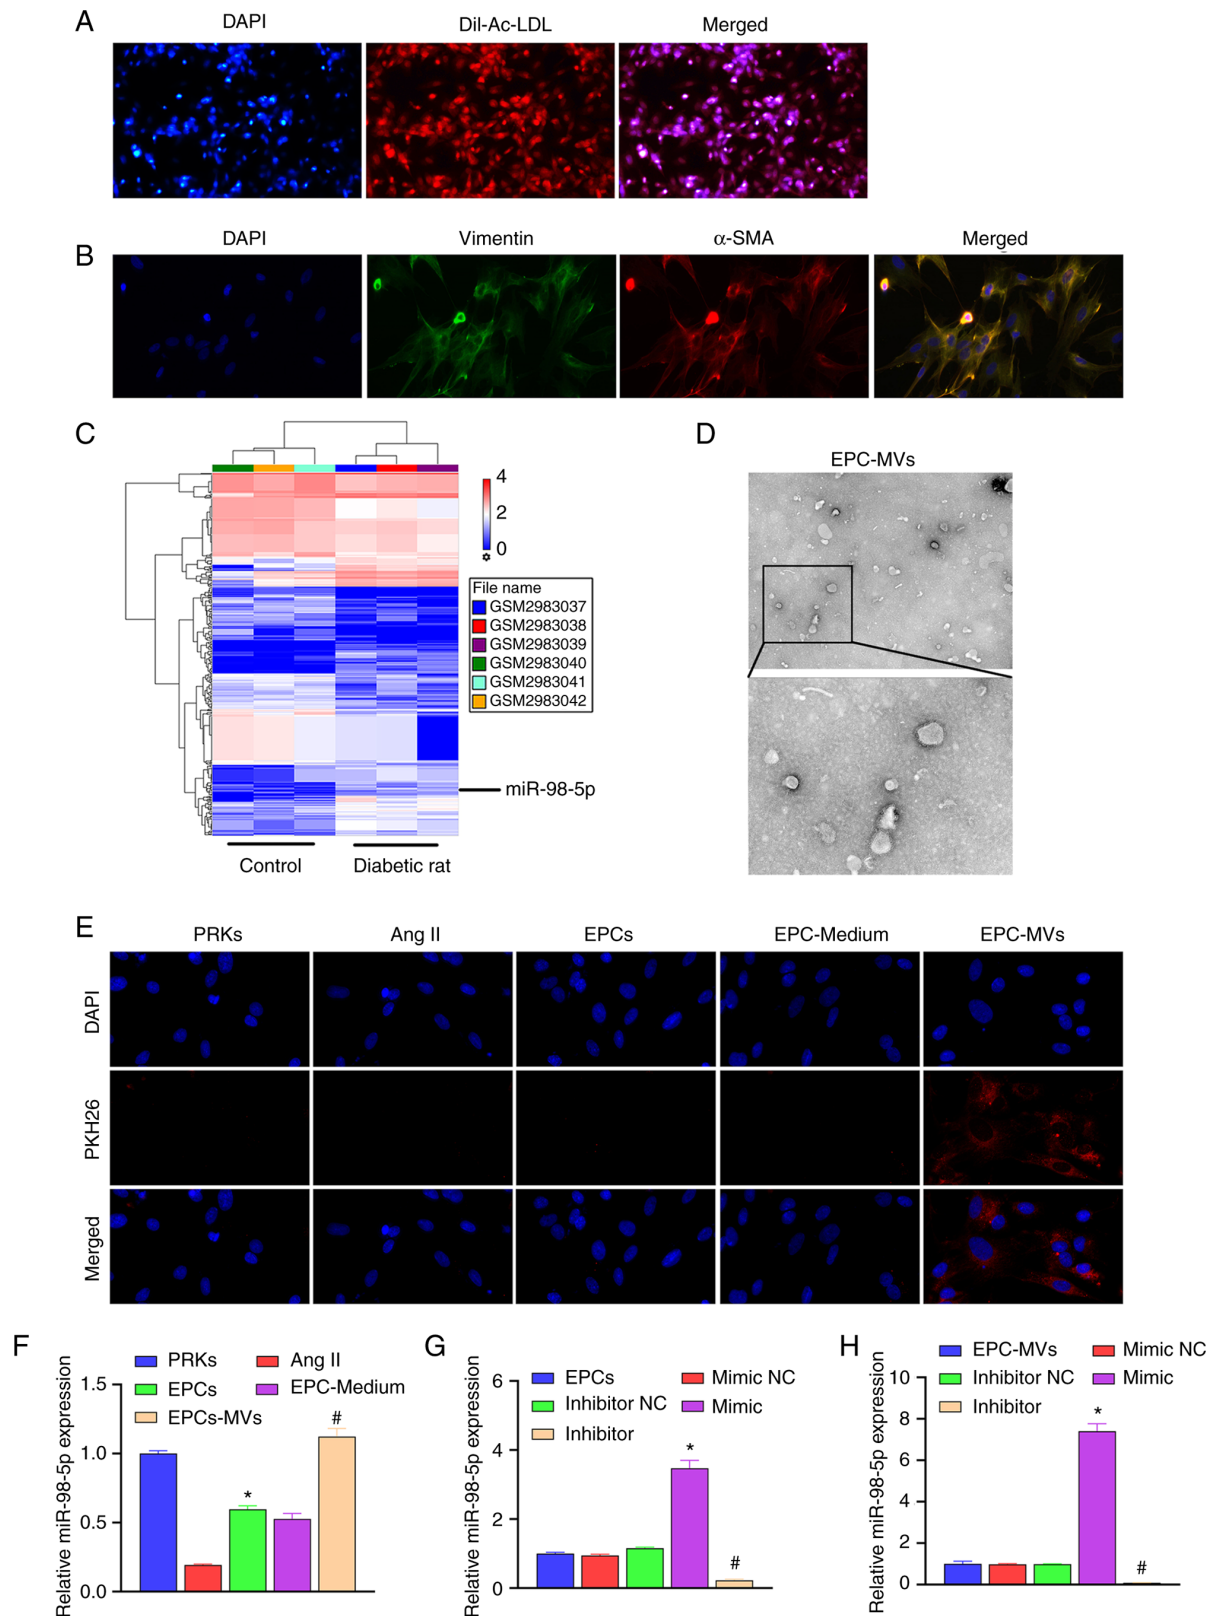 A
DAPI
Dil-Ac-LDL
Merged
B
DAPI
Vimentin
α-SMA
Merged
C
4
2
0
File name
GSM2983037
GSM2983038
GSM2983039
GSM2983040
GSM2983041
GSM2983042
miR-98-5p
Control
Diabetic rat
D
EPC-MVs
E
PRKs
Ang II
EPCs
EPC-Medium
EPC-MVs
DAPI
PKH26
Merged
F
PRKs
Ang II
EPCs
EPC-Medium
EPCs-MVs
Relative miR-98-5p expression
1.5
1.0
0.5
0.0
*
#
G
EPCs
Mimic NC
Inhibitor NC
Mimic
Inhibitor
Relative miR-98-5p expression
6
4
2
0
*
#
H
EPC-MVs
Mimic NC
Inhibitor NC
Mimic
Inhibitor
Relative miR-98-5p expression
10
8
6
4
2
0
*
#